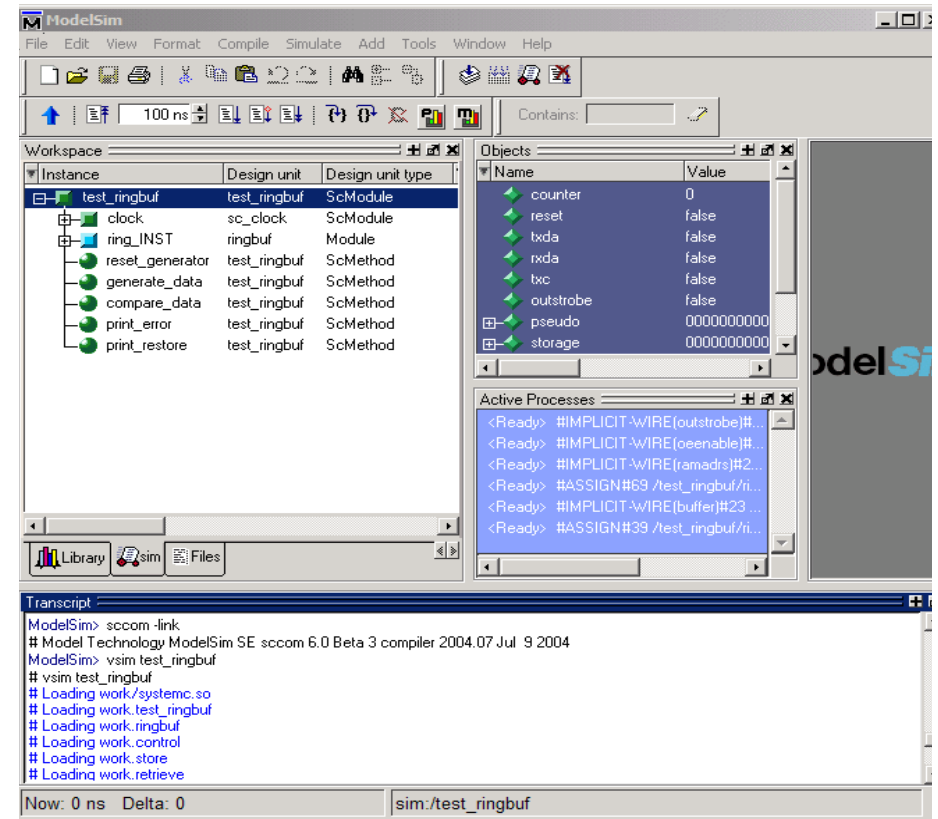 ModelSim
File Edit View Format Compile Simulate Add Tools Window Help
100 ns Contains:
Workspace
Instance Design unit Design unit type
test_ringbuf test_ringbuf ScModule
clock sc_clock ScModule
ring_INST ringbuf Module
reset_generator test_ringbuf ScMethod
generate_data test_ringbuf ScMethod
compare_data test_ringbuf ScMethod
print_error test_ringbuf ScMethod
print_restore test_ringbuf ScMethod
Library sim Files
Objects
Name Value
counter 0
reset false
txda false
rxda false
txc false
outstrobe false
pseudo 0000000000
storage 0000000000
Active Processes
<Ready> #IMPLICIT-WIRE(outstrobe)#...
<Ready> #IMPLICIT-WIRE(oeenable)#...
<Ready> #IMPLICIT-WIRE(ramadrs)#2...
<Ready> #ASSIGN#69 /test_ringbuf/ri...
<Ready> #IMPLICIT-WIRE(buffer)#23 ...
<Ready> #ASSIGN#39 /test_ringbuf/ri...
odelSi
Transcript
ModelSim> sccom -link
# Model Technology ModelSim SE sccom 6.0 Beta 3 compiler 2004.07 Jul 9 2004
ModelSim> vsim test_ringbuf
# vsim test_ringbuf
# Loading work/systemc.so
# Loading work.test_ringbuf
# Loading work.ringbuf
# Loading work.control
# Loading work.store
# Loading work.retrieve
Now: 0 ns Delta: 0 sim:/test_ringbuf